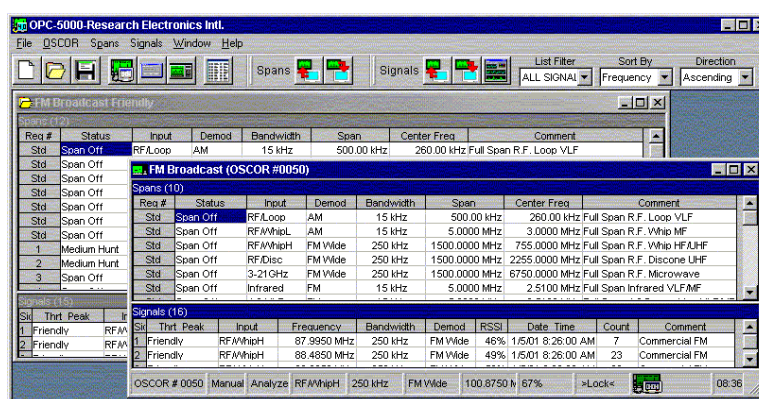 OPC-5000-Research Electronics Intl.
File OSCOR Spans Signals Window Help
Spans Signals List Filter Sort By Direction
ALL SIGNAL Frequency Ascending
FM Broadcast Friendly
Spans (12)
Req # Status Input Demod Bandwidth Span Center Freq Comment
Std Span Off RF/Loop AM 15 kHz 500.00 kHz 260.00 kHz Full Span R.F. Loop VLF
Std Span Off
Std Span Off
Std Span Off
Std Span Off
Std Span Off
Std Span Off
1 Medium Hunt
2 Medium Hunt
3 Span Off
Signals (15)
Thrt Peak
1 Friendly RF/W
2 Friendly RF/W
FM Broadcast (OSCOR #0050)
Spans (10)
Req # Status Input Demod Bandwidth Span Center Freq Comment
Std Span Off RF/Loop AM 15 kHz 500.00 kHz 260.00 kHz Full Span R.F. Loop VLF
Std Span Off RF/WhipL AM 15 kHz 5.0000 MHz 3.0000 MHz Full Span R.F. Whip MF
Std Span Off RF/WhipH FM Wide 250 kHz 1500.0000 MHz 755.0000 MHz Full Span R.F. Whip HF/UHF
Std Span Off RF/Disc FM Wide 250 kHz 1500.0000 MHz 2255.0000 MHz Full Span R.F. Discone UHF
Std Span Off 3-21GHz FM Wide 250 kHz 1500.0000 MHz 6750.0000 MHz Full Span R.F. Microwave
Std Span Off Infrared FM 15 kHz 5.0000 MHz 2.5100 MHz Full Span Infrared VLF/MF
Signals (16)
Sic Thrt Peak Input Frequency Bandwidth Demod RSSI Date Time Count Comment
1 Friendly RF/WhipH 87.9950 MHz 250 kHz FM Wide 46% 1/5/01 8:26:00 AM 7 Commercial FM
2 Friendly RF/WhipH 88.4850 MHz 250 kHz FM Wide 49% 1/5/01 8:26:00 AM 23 Commercial FM
OSCOR # 0050 Manual Analyze RF/WhipH 250 kHz FM Wide 100.8750 M 67% >Lock< 08:36